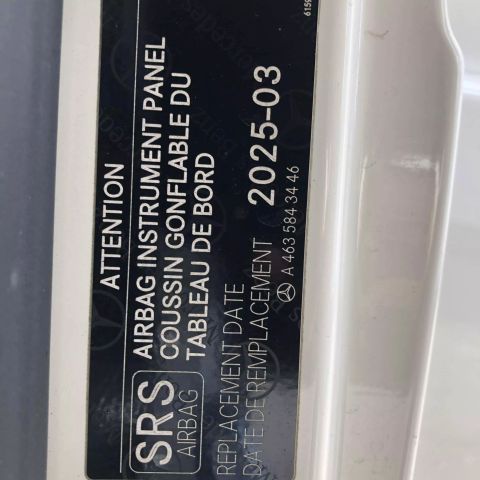 ATTENTION
SRS
AIRBAG
AIRBAG INSTRUMENT PANEL
COUSSIN GONFLABLE DU
TABLEAU DE BORD
REPLACEMENT DATE
DATE DE REMPLACEMENT
2025-03
A 463 584 34 46